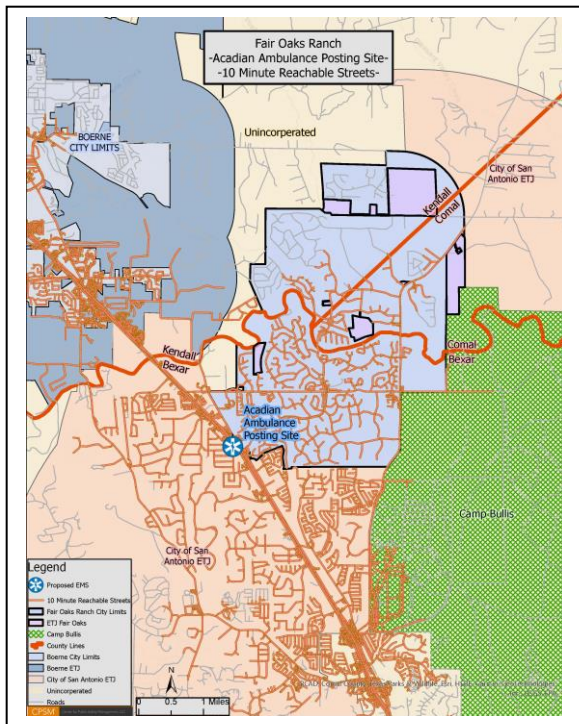 Fair Oaks Ranch
-Acadian Ambulance Posting Site-
-10 Minute Reachable Streets-
Unincorporated
BOERNE
CITY LIMITS
City of San
Antonio ETJ
Kendall
Comal
Kendall
Bexar
Comal
Bexar
Acadian
Ambulance
Posting Site
Camp Bullis
City of San
Antonio ETJ
Legend
Proposed EMS
10 Minute Reachable Streets
Fair Oaks Ranch City Limits
ETJ Fair Oaks
Camp Bullis
County Lines
Boerne City Limits
Boerne ETJ
City of San Antonio ETJ
Unincorporated
Roads
CPSM
N
0 0.5 1 Miles